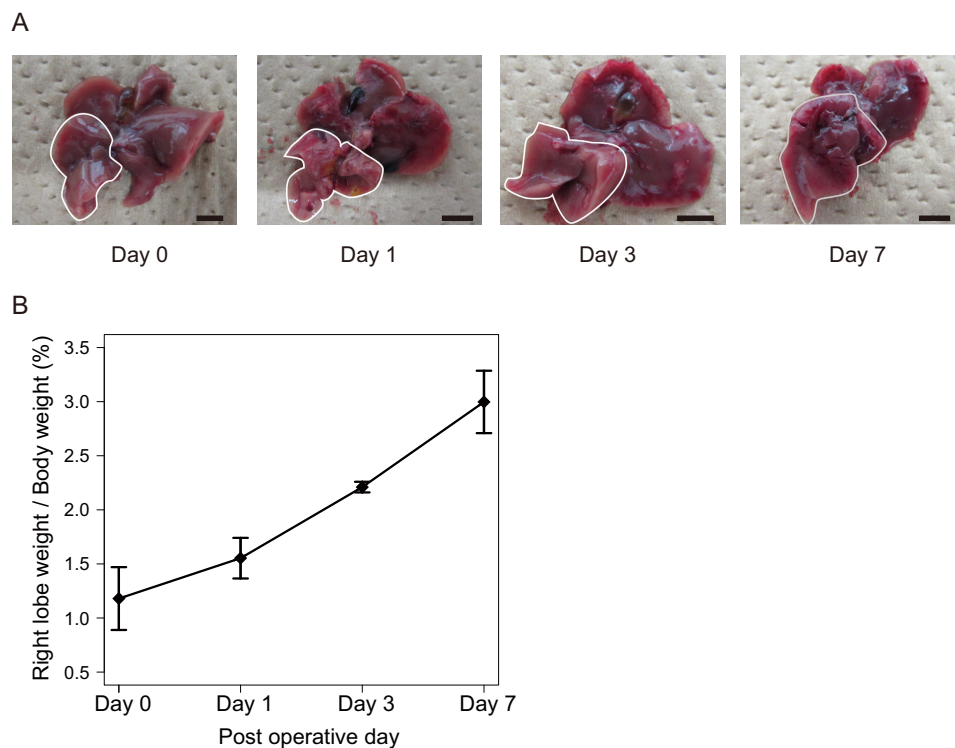 A
Day 0
Day 1
Day 3
Day 7
B
Right lobe weight / Body weight (%)
3.5
3.0
2.5
2.0
1.5
1.0
0.5
Day 0
Day 1
Day 3
Day 7
Post operative day